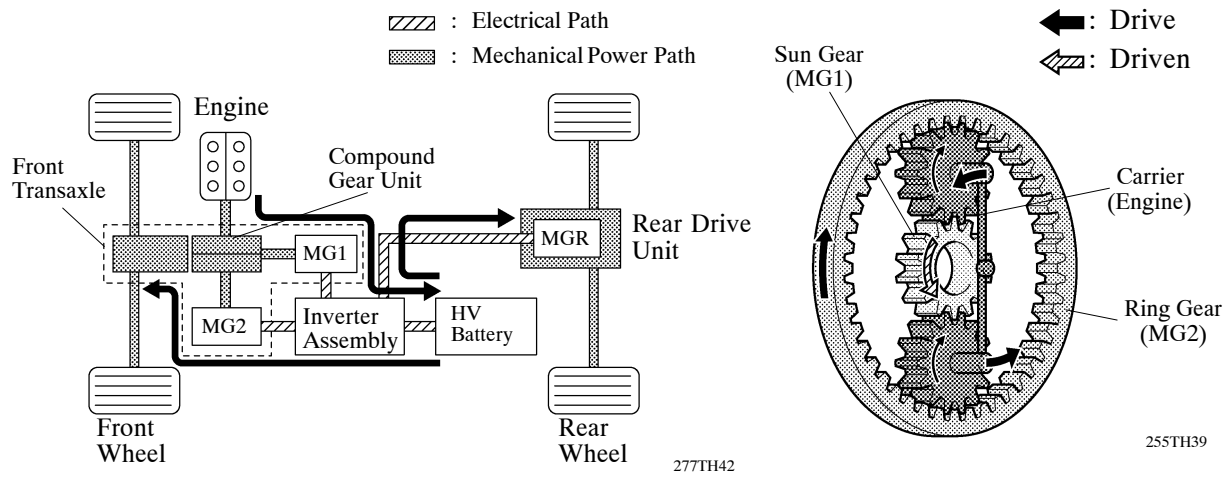 : Electrical Path
: Mechanical Power Path
: Drive
: Driven
Sun Gear
(MG1)
Engine
Front
Transaxle
Compound
Gear Unit
Carrier
(Engine)
MG1
MGR
Rear Drive
Unit
MG2
Inverter
Assembly
HV
Battery
Ring Gear
(MG2)
Front
Wheel
Rear
Wheel
277TH42
255TH39